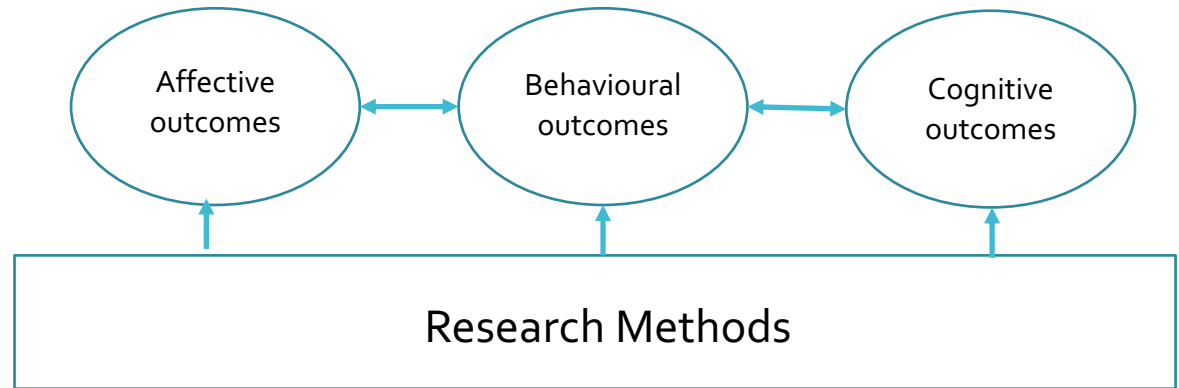 Affective
outcomes
Behavioural
outcomes
Cognitive
outcomes
Research Methods